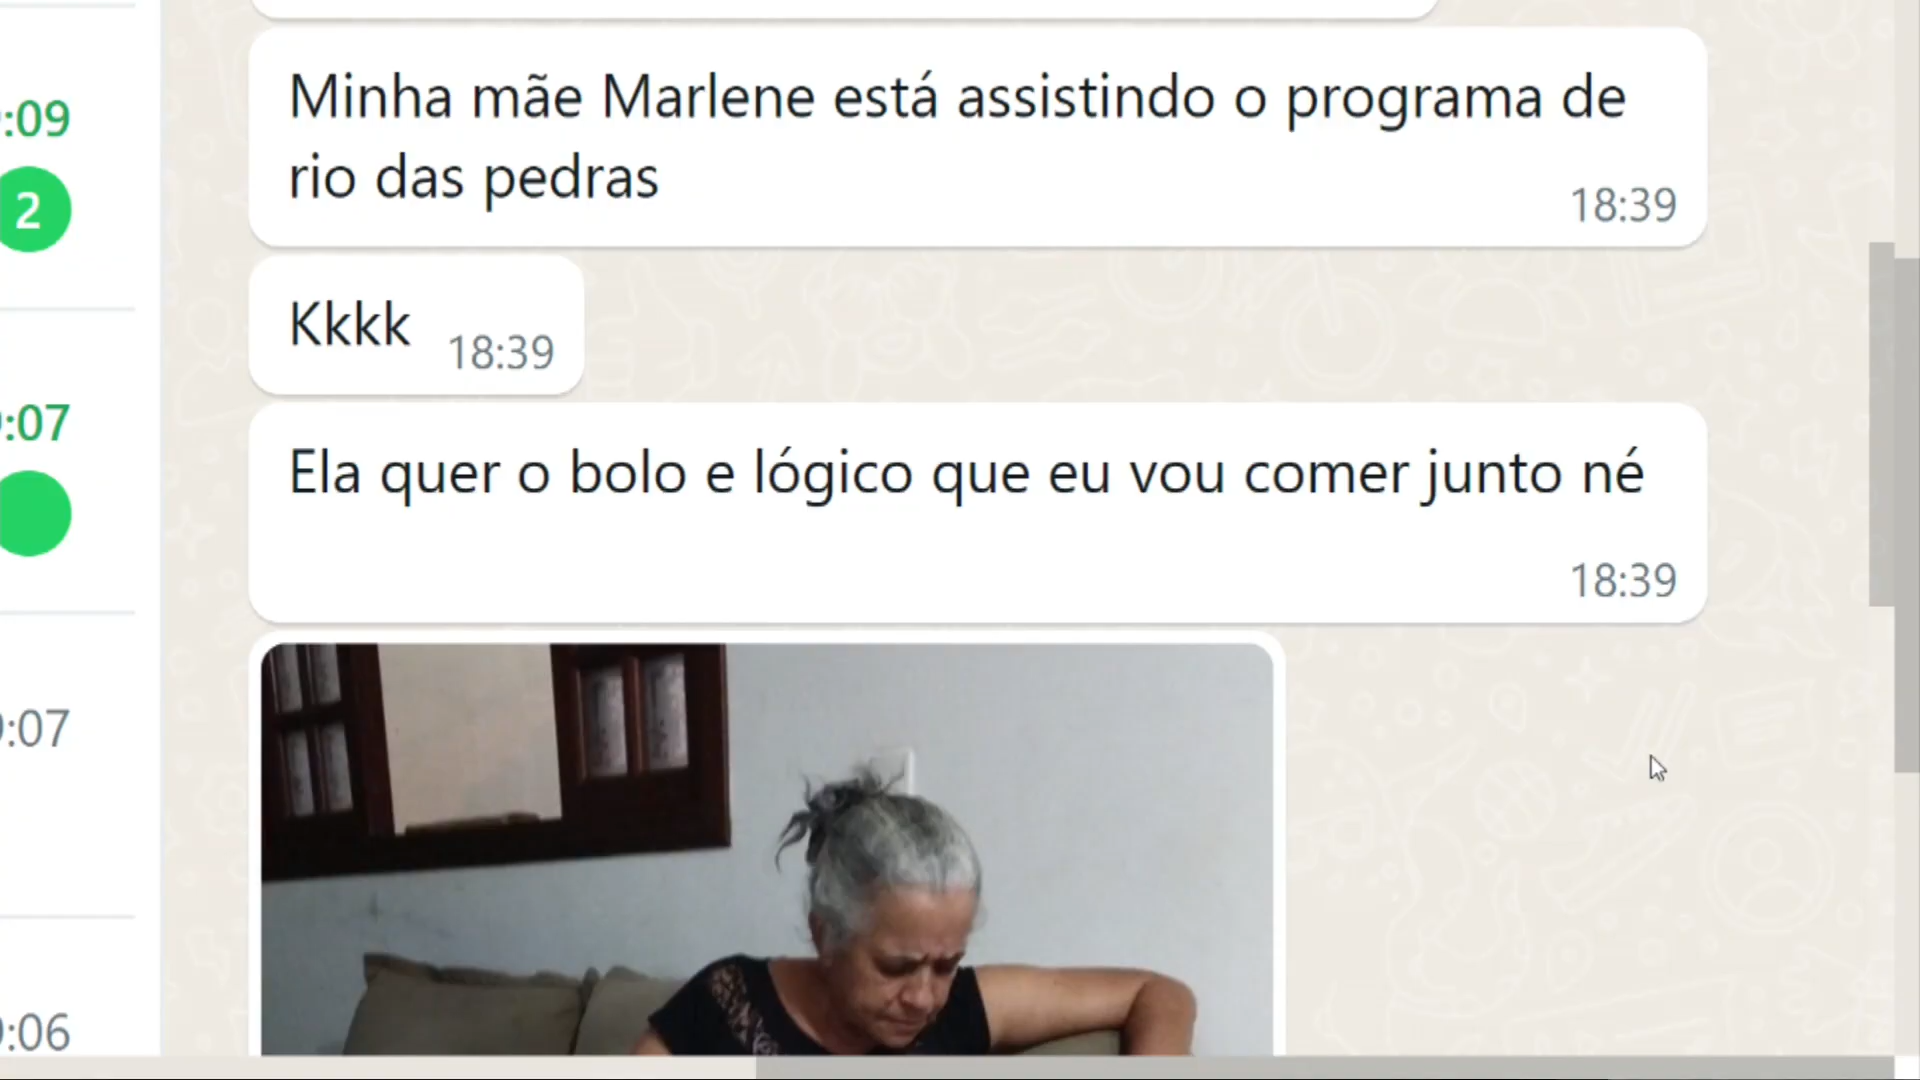 :09
2
Minha mãe Marlene está assistindo o programa de
rio das pedras
18:39
Kkkk 18:39
:07
Ela quer o bolo e lógico que eu vou comer junto né
18:39
:07
:06